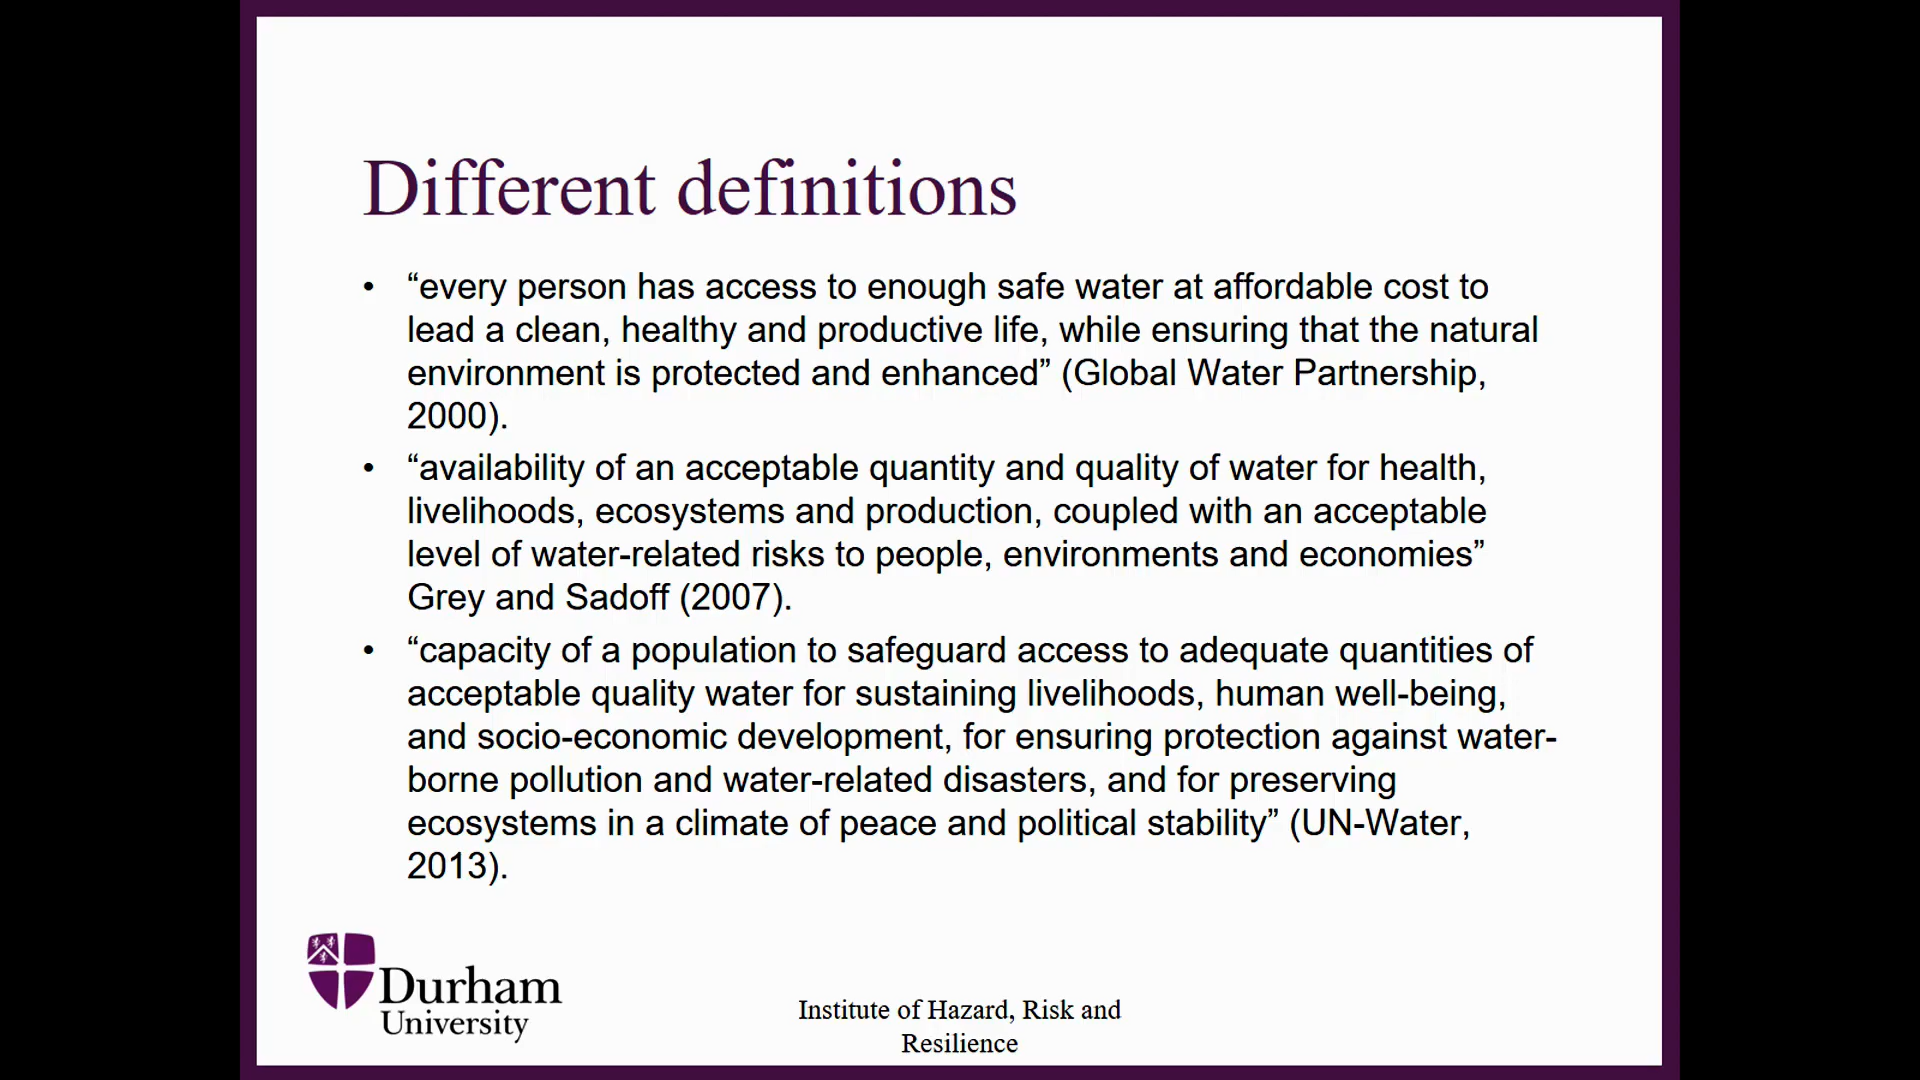 Different definitions
• “every person has access to enough safe water at affordable cost to
lead a clean, healthy and productive life, while ensuring that the natural
environment is protected and enhanced” (Global Water Partnership,
2000).
• “availability of an acceptable quantity and quality of water for health,
livelihoods, ecosystems and production, coupled with an acceptable
level of water-related risks to people, environments and economies”
Grey and Sadoff (2007).
• “capacity of a population to safeguard access to adequate quantities of
acceptable quality water for sustaining livelihoods, human well-being,
and socio-economic development, for ensuring protection against water-
borne pollution and water-related disasters, and for preserving
ecosystems in a climate of peace and political stability” (UN-Water,
2013).
Durham
University
Institute of Hazard, Risk and
Resilience